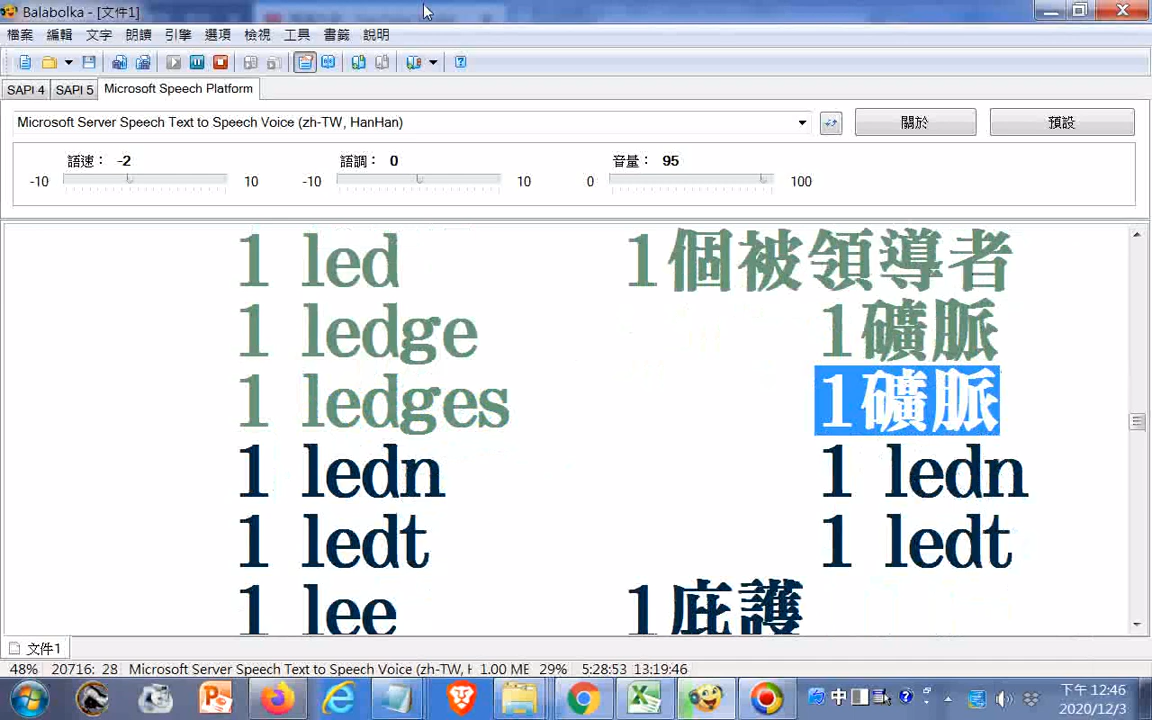 Balabolka - [文件1]
檔案 編輯 文字 朗讀 引擎 選項 檢視 工具 書籤 說明
SAPI 4 SAPI 5 Microsoft Speech Platform
Microsoft Server Speech Text to Speech Voice (zh-TW, HanHan) 關於 預設
語速： -2 語調： 0 音量： 95
-10 10 -10 10 0 100
1 led 1個被領導者
1 ledge 1礦脈
1 ledges 1礦脈
1 ledn 1 ledn
1 ledt 1 ledt
1 lee 1庇護
文件1
48% 20716: 28 Microsoft Server Speech Text to Speech Voice (zh-TW, H 1.00 ME 29% 5:28:53 13:19:46
中 下午 12:46
2020/12/3